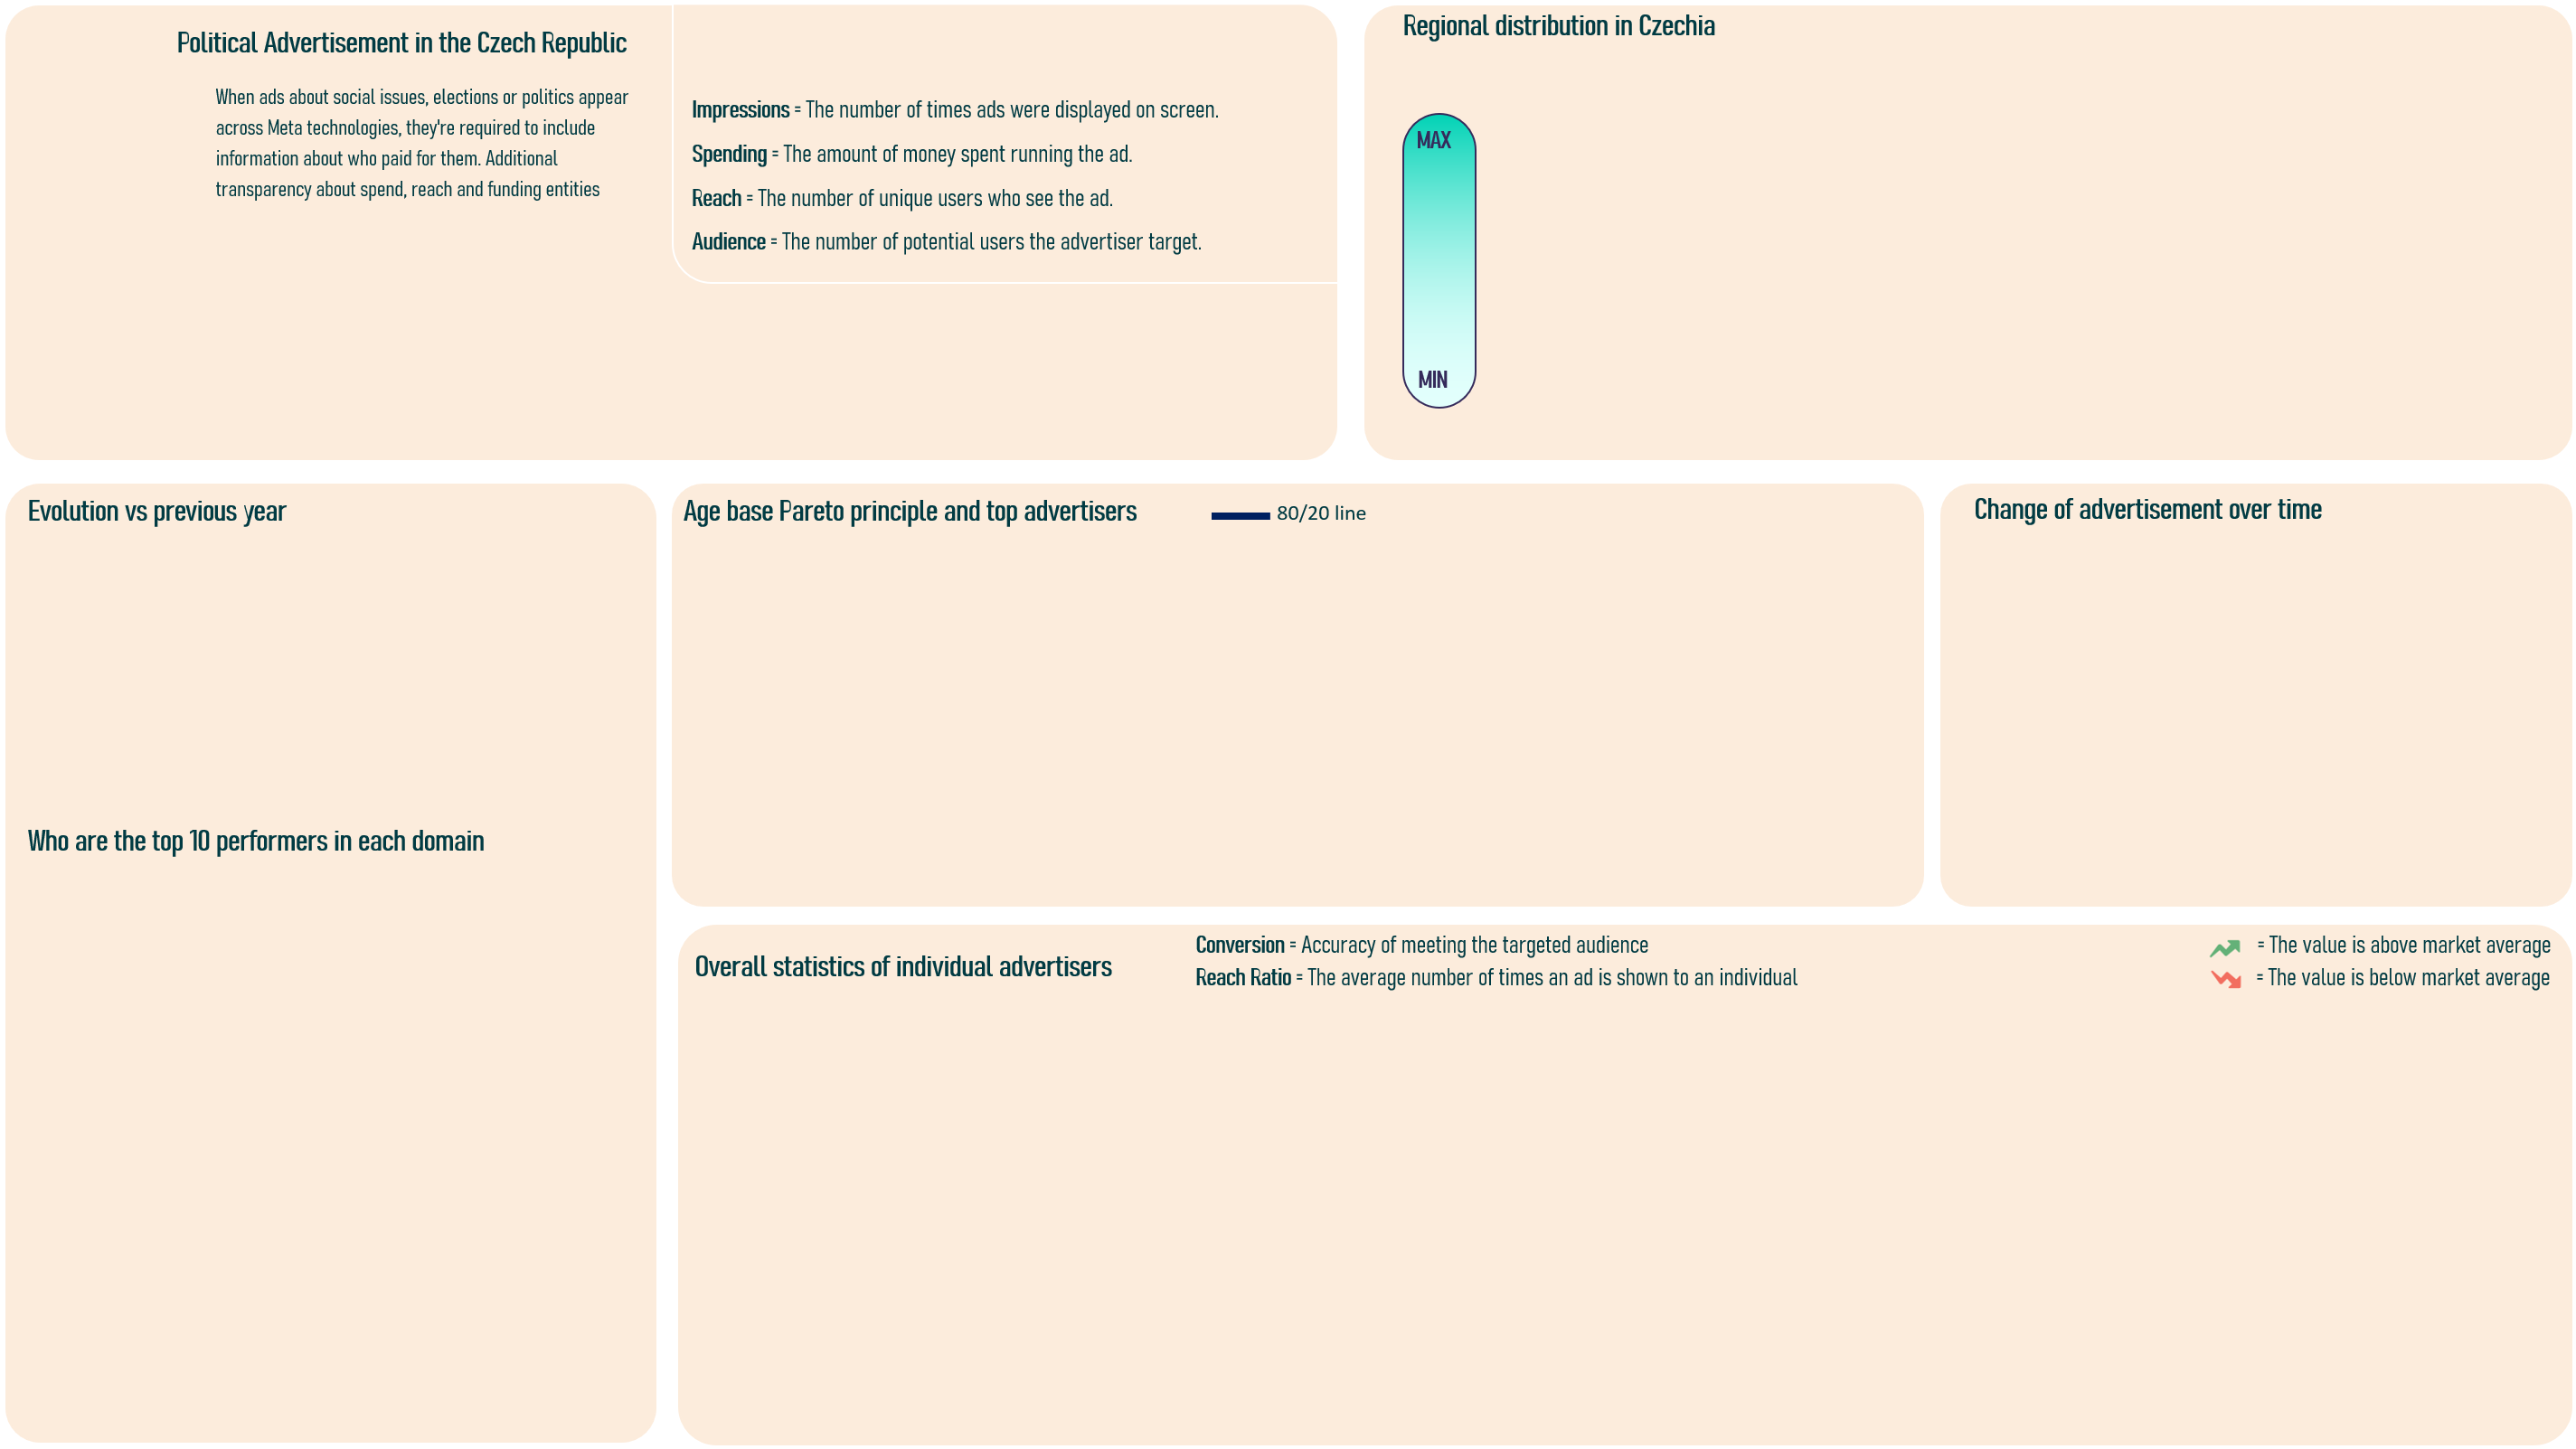 Political Advertisement in the Czech Republic
When ads about social issues, elections or politics appear
across Meta technologies, they're required to include
information about who paid for them. Additional
transparency about spend, reach and funding entities
Impressions = The number of times ads were displayed on screen.
Spending = The amount of money spent running the ad.
Reach = The number of unique users who see the ad.
Audience = The number of potential users the advertiser target.
Regional distribution in Czechia
MAX
MIN
Evolution vs previous year
Who are the top 10 performers in each domain
Age base Pareto principle and top advertisers
80/20 line
Change of advertisement over time
Overall statistics of individual advertisers
Conversion = Accuracy of meeting the targeted audience
Reach Ratio = The average number of times an ad is shown to an individual
= The value is above market average
= The value is below market average